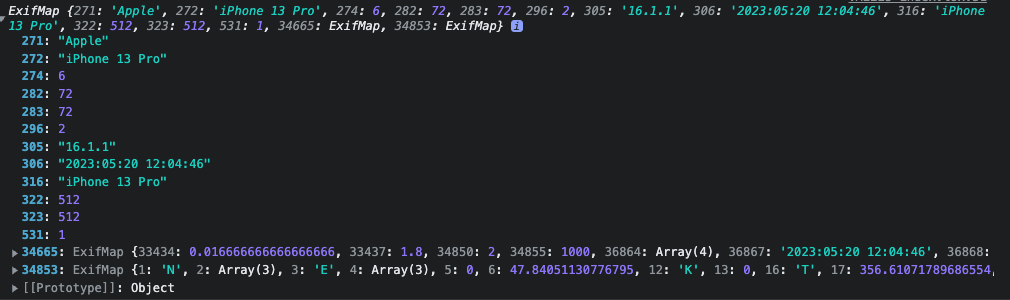 ExifMap {271: 'Apple', 272: 'iPhone 13 Pro', 274: 6, 282: 72, 283: 72, 296: 2, 305: '16.1.1', 306: '2023:05:20 12:04:46', 316: 'iPhone
13 Pro', 322: 512, 323: 512, 531: 1, 34665: ExifMap, 34853: ExifMap} i
271: "Apple"
272: "iPhone 13 Pro"
274: 6
282: 72
283: 72
296: 2
305: "16.1.1"
306: "2023:05:20 12:04:46"
316: "iPhone 13 Pro"
322: 512
323: 512
531: 1
34665: ExifMap {33434: 0.016666666666666666, 33437: 1.8, 34850: 2, 34855: 1000, 36864: Array(4), 36867: '2023:05:20 12:04:46', 36868:
34853: ExifMap {1: 'N', 2: Array(3), 3: 'E', 4: Array(3), 5: 0, 6: 47.84051130776795, 12: 'K', 13: 0, 16: 'T', 17: 356.61071789686554,
[[Prototype]]: Object